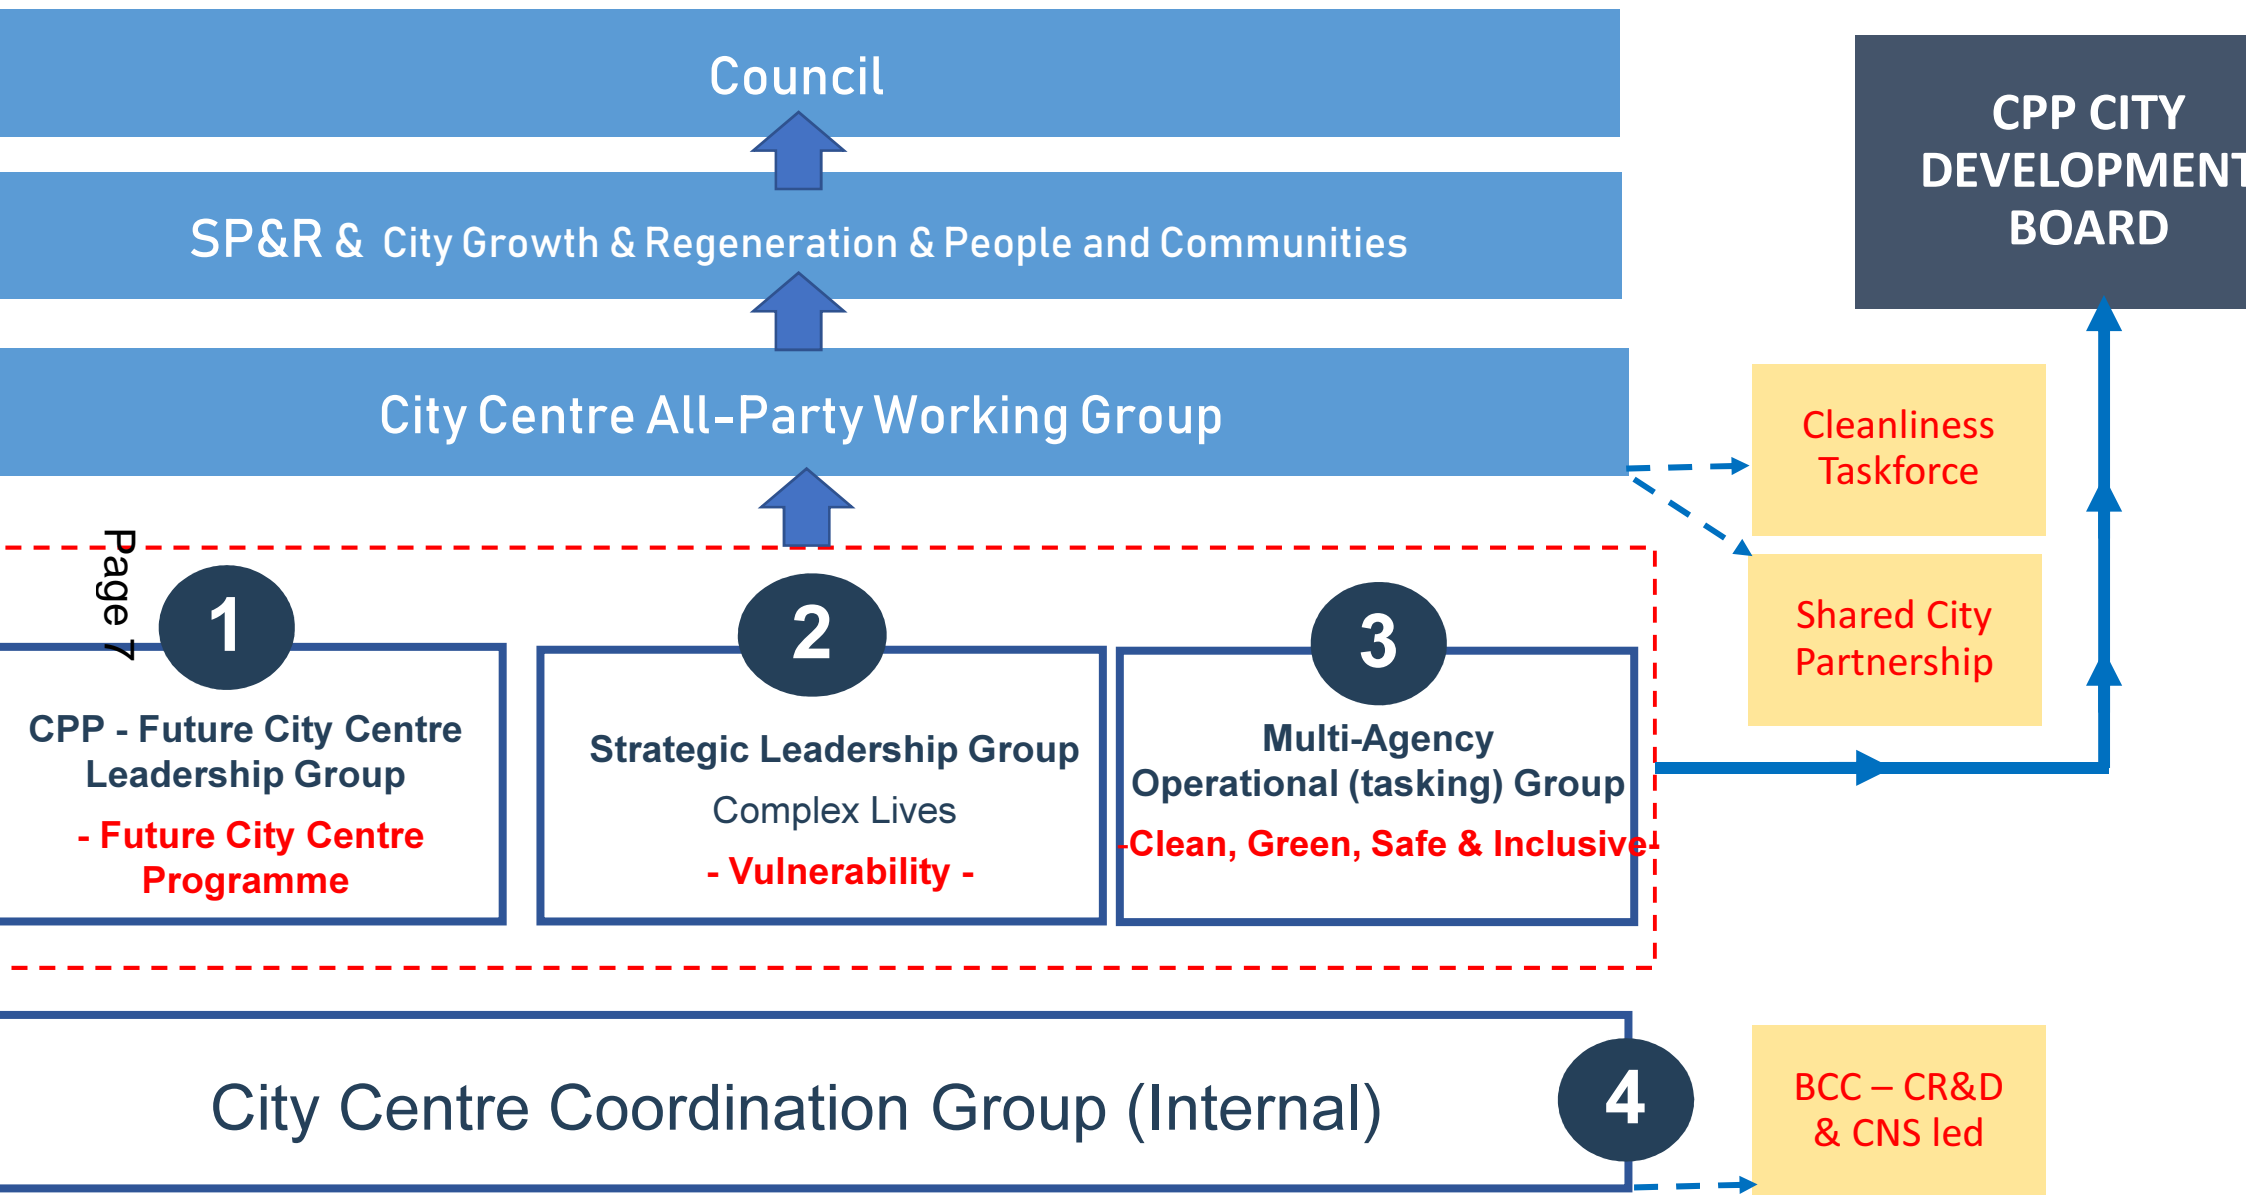 Council
CPP CITY
DEVELOPMENT
BOARD
SP&R & City Growth & Regeneration & People and Communities
City Centre All-Party Working Group
Cleanliness
Taskforce
Shared City
Partnership
Page 7
1
CPP - Future City Centre
Leadership Group
- Future City Centre
Programme
2
Strategic Leadership Group
Complex Lives
- Vulnerability -
3
Multi-Agency
Operational (tasking) Group
-Clean, Green, Safe & Inclusive-
City Centre Coordination Group (Internal)
4
BCC – CR&D
& CNS led